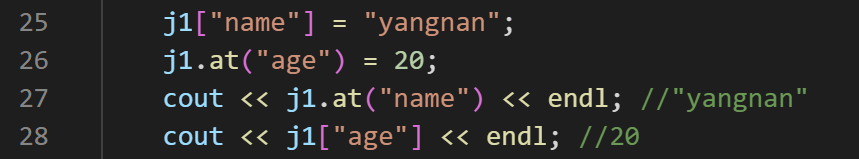 25 j1["name"] = "yangnan";
26 j1.at("age") = 20;
27 cout << j1.at("name") << endl; //"yangnan"
28 cout << j1["age"] << endl; //20